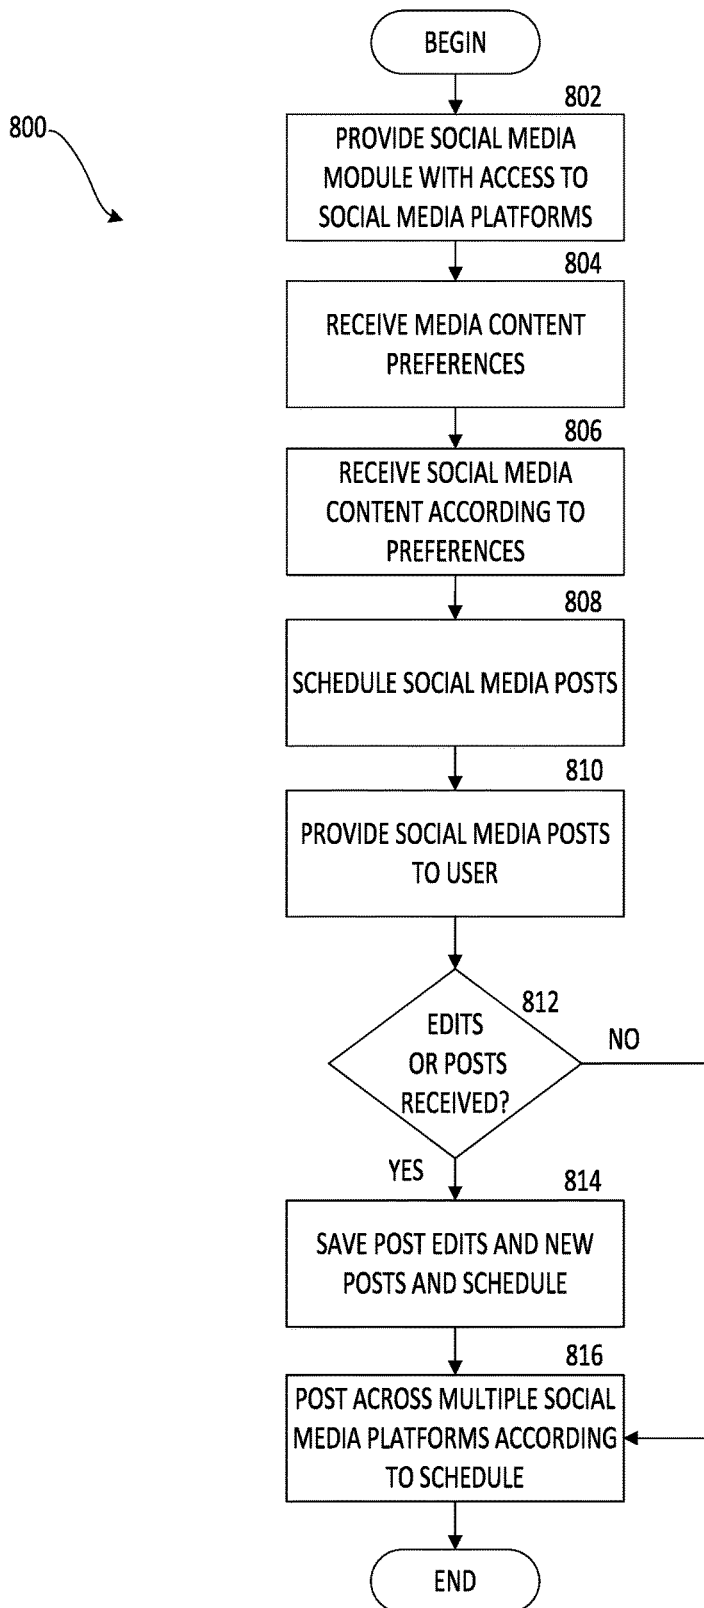 BEGIN
800
802
PROVIDE SOCIAL MEDIA
MODULE WITH ACCESS TO
SOCIAL MEDIA PLATFORMS
804
RECEIVE MEDIA CONTENT
PREFERENCES
806
RECEIVE SOCIAL MEDIA
CONTENT ACCORDING TO
PREFERENCES
808
SCHEDULE SOCIAL MEDIA POSTS
810
PROVIDE SOCIAL MEDIA POSTS
TO USER
812
EDITS
OR POSTS
RECEIVED?
NO
YES
814
SAVE POST EDITS AND NEW
POSTS AND SCHEDULE
816
POST ACROSS MULTIPLE SOCIAL
MEDIA PLATFORMS ACCORDING
TO SCHEDULE
END